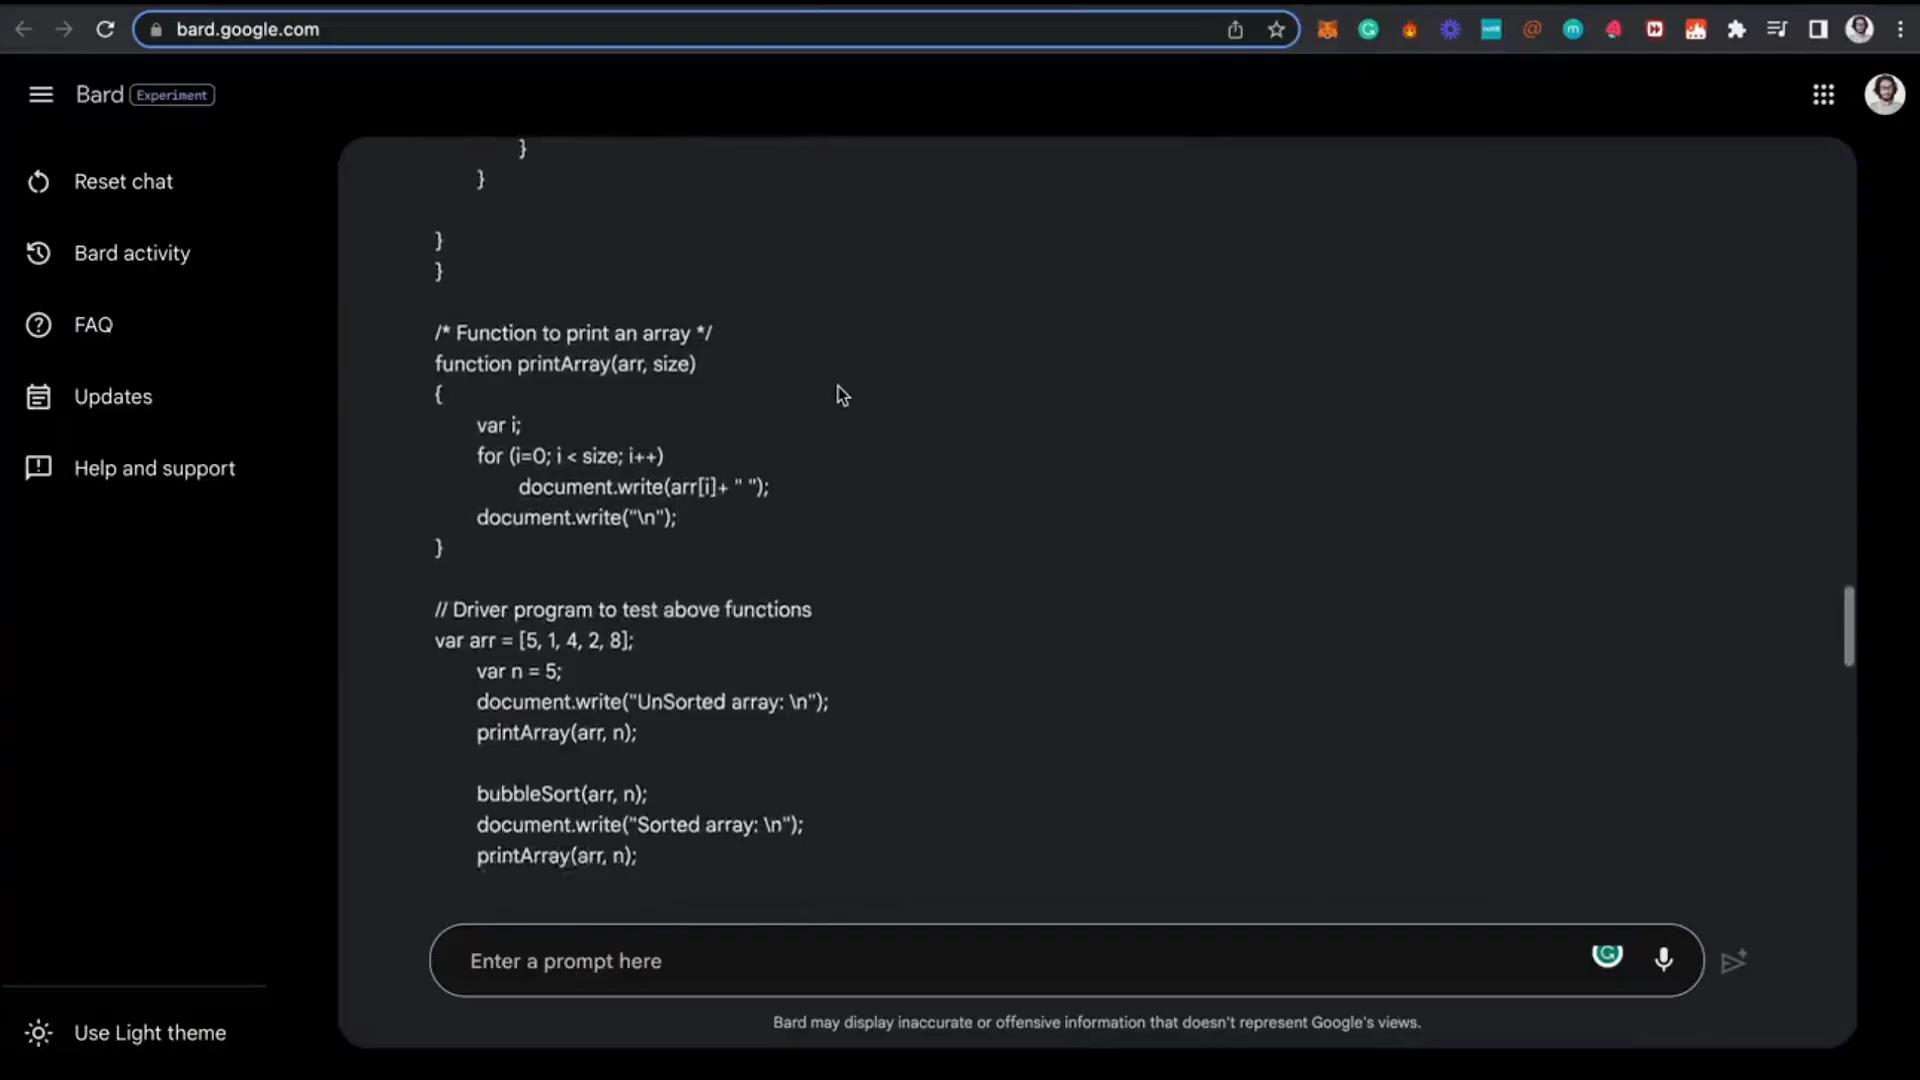 bard.google.com
Bard Experiment
Reset chat
Bard activity
FAQ
Updates
Help and support
Use Light theme
}
}
}
}
/* Function to print an array */
function printArray(arr, size)
{
var i;
for (i=0; i < size; i++)
document.write(arr[i]+ " ");
document.write("\n");
}
// Driver program to test above functions
var arr = [5, 1, 4, 2, 8];
var n = 5;
document.write("UnSorted array: \n");
printArray(arr, n);
bubbleSort(arr, n);
document.write("Sorted array: \n");
printArray(arr, n);
Enter a prompt here
Bard may display inaccurate or offensive information that doesn't represent Google's views.